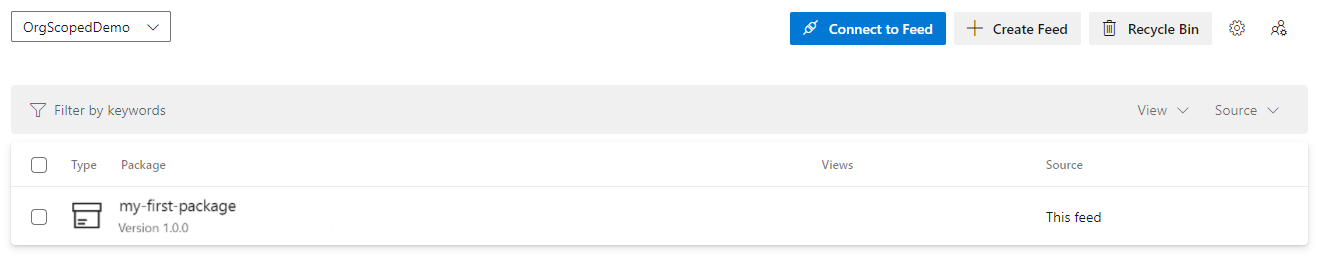 OrgScopedDemo Connect to Feed Create Feed Recycle Bin
Filter by keywords View Source
Type Package Views Source
my-first-package
Version 1.0.0 This feed